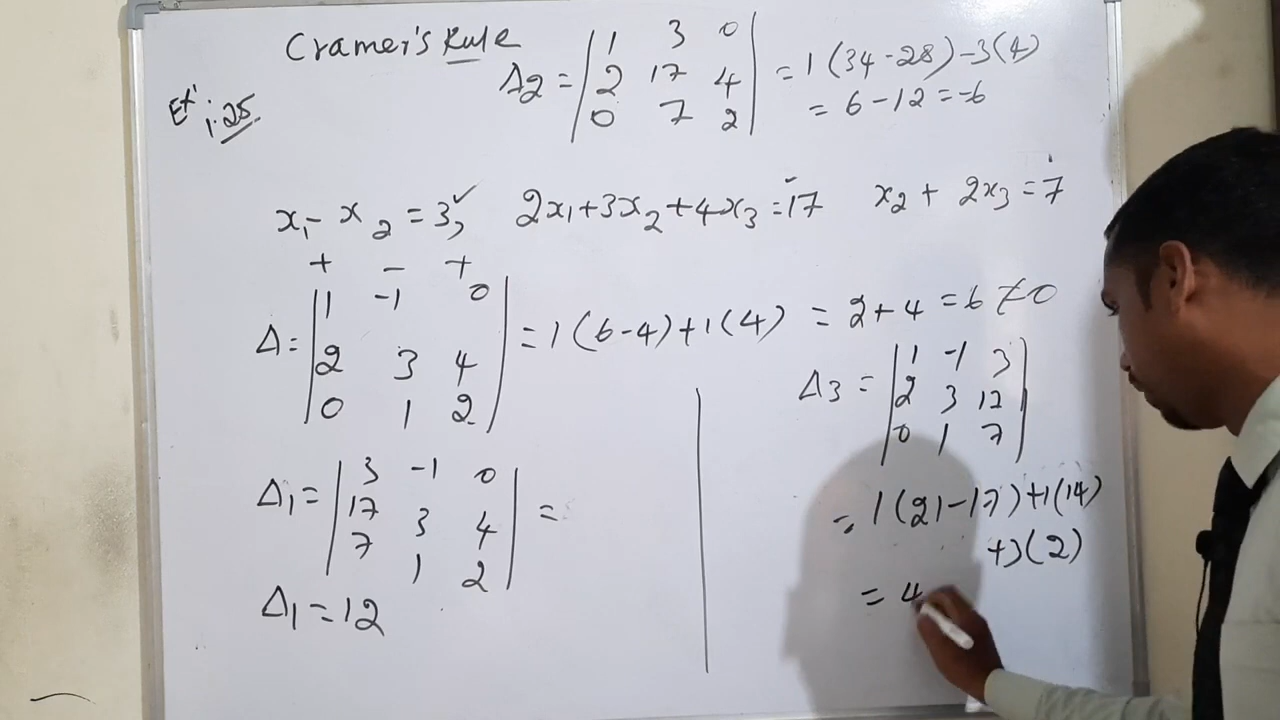 Cramer's Rule
Ex' 1.25.
Δ2 = | 1 3 0 | = 1(34-28)-3(4)
| 2 17 4 | = 6-12 = -6
| 0 7 2 |
x₁ - x₂ = 3, ✓ 2x₁+3x₂+4x₃=17 x₂ + 2x₃ = 7
+ - +
Δ = | 1 -1 0 | = 1(6-4)+1(4) = 2+4 = 6 ≠ 0
| 2 3 4 |
| 0 1 2 |
Δ1 = | 3 -1 0 | =
| 17 3 4 |
| 7 1 2 |
Δ1 = 12
Δ3 = | 1 -1 3 |
| 2 3 17 |
| 0 1 7 |
= 1(21-17)+1(14)
+3(2)
= 4